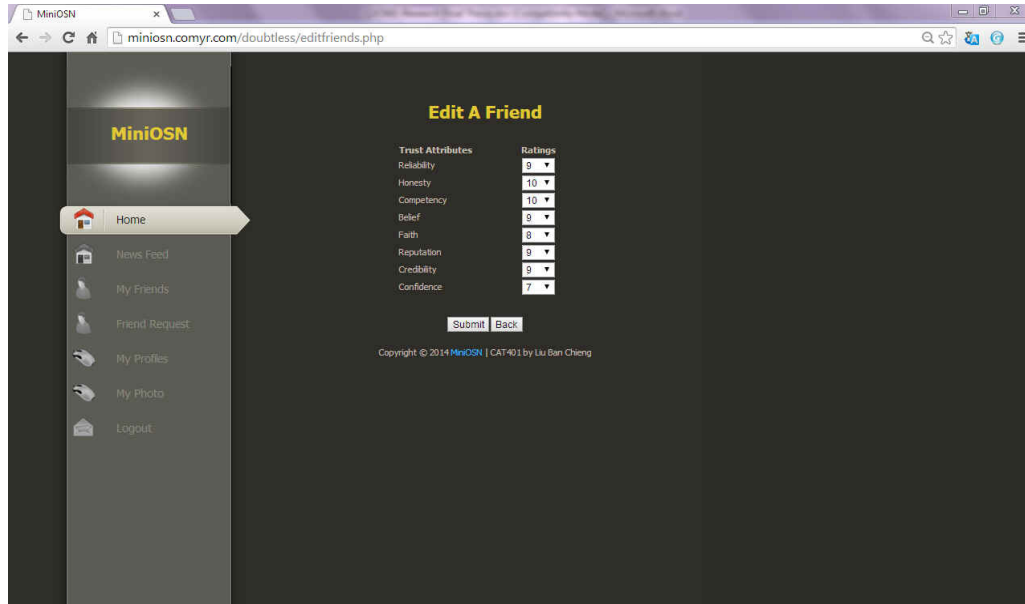 MiniOSN
miniosn.comyr.com/doubtless/editfriends.php
MiniOSN
Home
News Feed
My Friends
Friend Request
My Profiles
My Photo
Logout
Edit A Friend
Trust Attributes Ratings
Reliability 9
Honesty 10
Competency 10
Belief 9
Faith 8
Reputation 9
Credibility 9
Confidence 7
Submit Back
Copyright © 2014 MiniOSN | CAT401 by Liu Ban Chieng